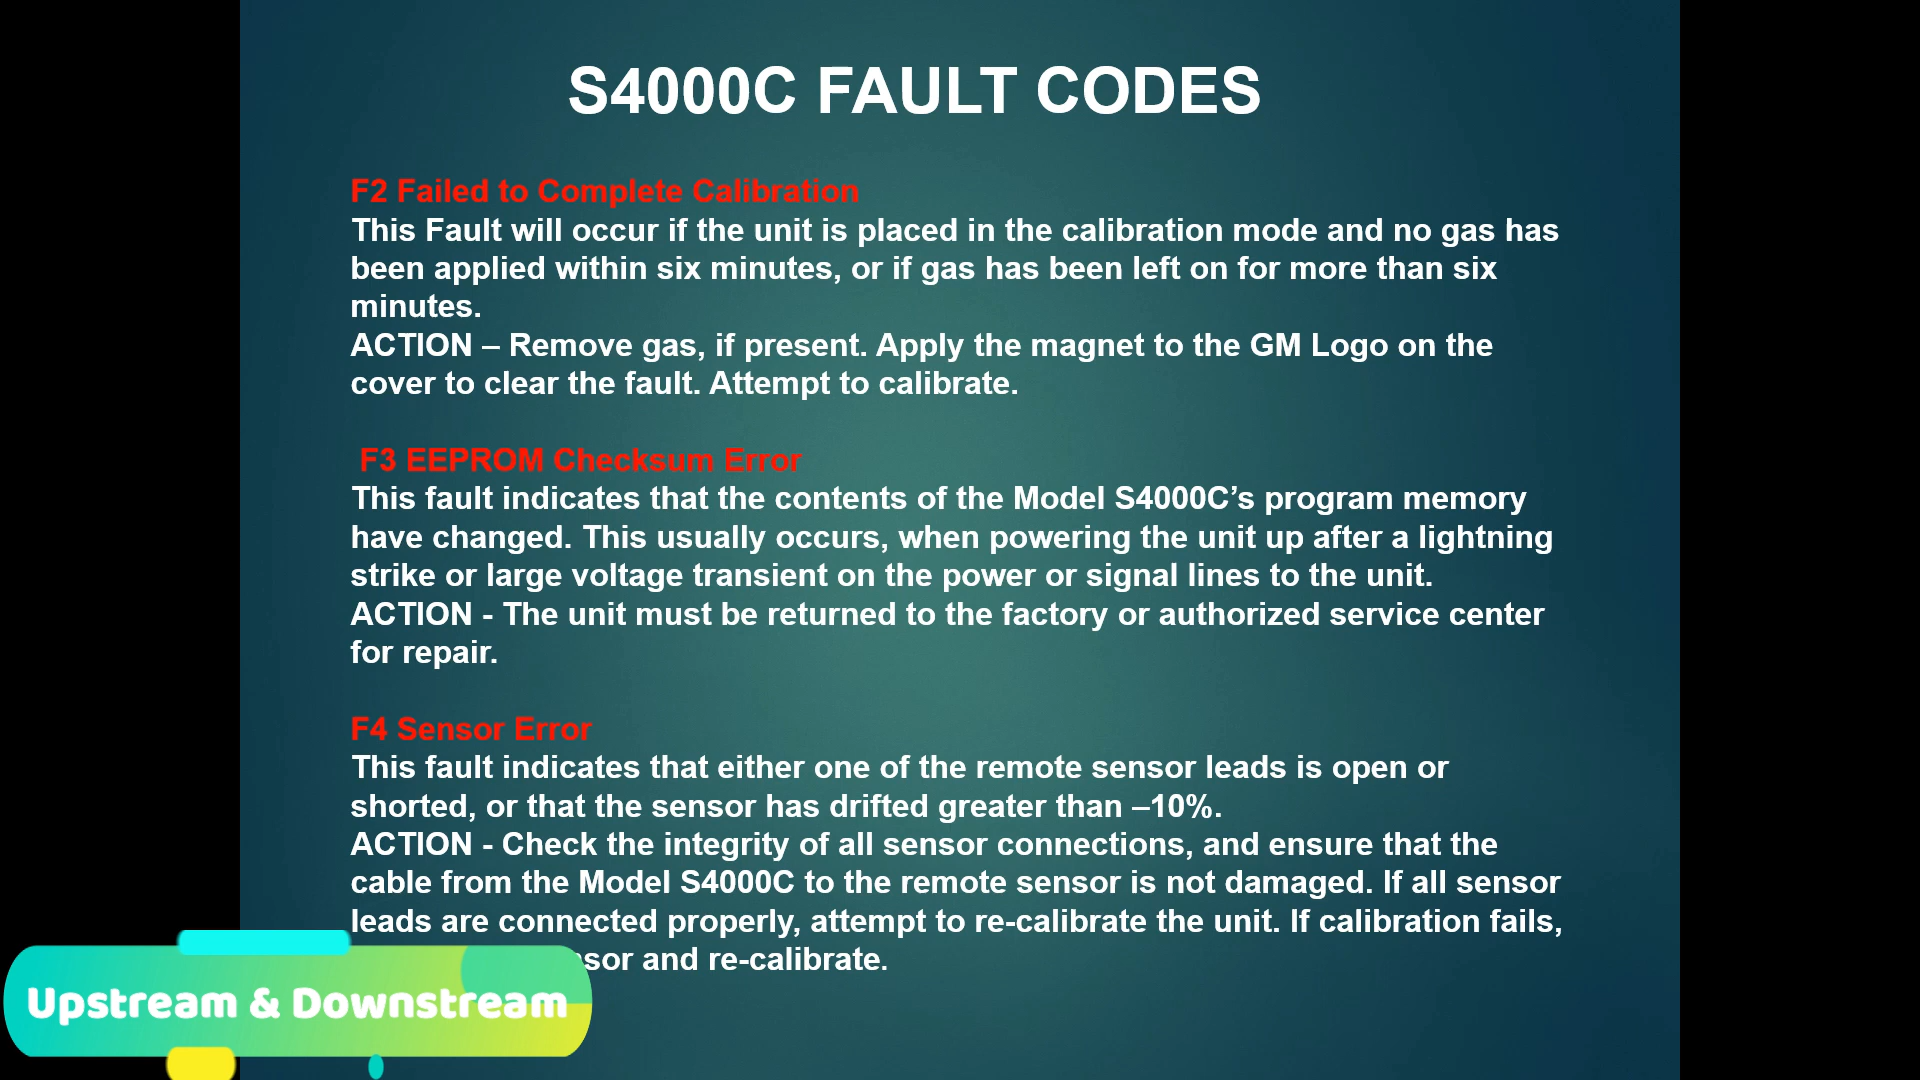 S4000C FAULT CODES
F2 Failed to Complete Calibration
This Fault will occur if the unit is placed in the calibration mode and no gas has
been applied within six minutes, or if gas has been left on for more than six
minutes.
ACTION – Remove gas, if present. Apply the magnet to the GM Logo on the
cover to clear the fault. Attempt to calibrate.
F3 EEPROM Checksum Error
This fault indicates that the contents of the Model S4000C’s program memory
have changed. This usually occurs, when powering the unit up after a lightning
strike or large voltage transient on the power or signal lines to the unit.
ACTION - The unit must be returned to the factory or authorized service center
for repair.
F4 Sensor Error
This fault indicates that either one of the remote sensor leads is open or
shorted, or that the sensor has drifted greater than –10%.
ACTION - Check the integrity of all sensor connections, and ensure that the
cable from the Model S4000C to the remote sensor is not damaged. If all sensor
leads are connected properly, attempt to re-calibrate the unit. If calibration fails,
and re-calibrate.
Upstream & Downstream